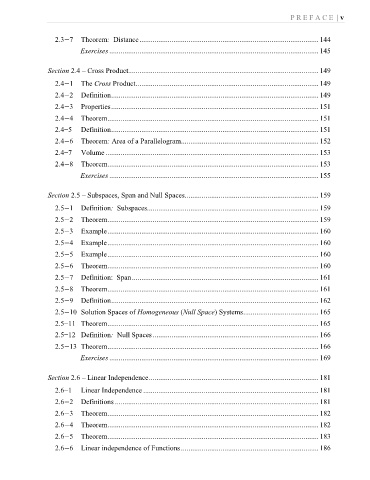 PREFACE | v
2.3−7 Theorem: Distance ........ 144
Exercises ........ 145
Section 2.4 – Cross Product ........ 149
2.4−1 The Cross Product ........ 149
2.4−2 Definition ........ 149
2.4−3 Properties ........ 151
2.4−4 Theorem ........ 151
2.4−5 Definition ........ 151
2.4−6 Theorem: Area of a Parallelogram ........ 152
2.4−7 Volume ........ 153
2.4−8 Theorem ........ 153
Exercises ........ 155
Section 2.5 – Subspaces, Span and Null Spaces ........ 159
2.5−1 Definition: Subspaces ........ 159
2.5−2 Theorem ........ 159
2.5−3 Example ........ 160
2.5−4 Example ........ 160
2.5−5 Example ........ 160
2.5−6 Theorem ........ 160
2.5−7 Definition: Span ........ 161
2.5−8 Theorem ........ 161
2.5−9 Definition ........ 162
2.5−10 Solution Spaces of Homogeneous (Null Space) Systems ........ 165
2.5−11 Theorem ........ 165
2.5−12 Definition: Null Spaces ........ 166
2.5−13 Theorem ........ 166
Exercises ........ 169
Section 2.6 – Linear Independence ........ 181
2.6−1 Linear Independence ........ 181
2.6−2 Definitions ........ 181
2.6−3 Theorem ........ 182
2.6−4 Theorem ........ 182
2.6−5 Theorem ........ 183
2.6−6 Linear independence of Functions ........ 186